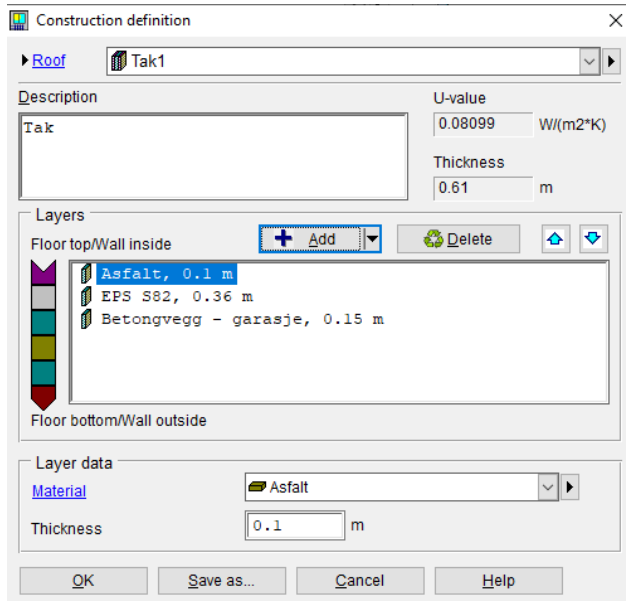 Construction definition
Roof Tak1
Description
Tak
U-value
0.08099 W/(m2*K)
Thickness
0.61 m
Layers
Floor top/Wall inside
Add
Delete
Asfalt, 0.1 m
EPS S82, 0.36 m
Betongvegg - garasje, 0.15 m
Floor bottom/Wall outside
Layer data
Material Asfalt
Thickness 0.1 m
OK Save as... Cancel Help